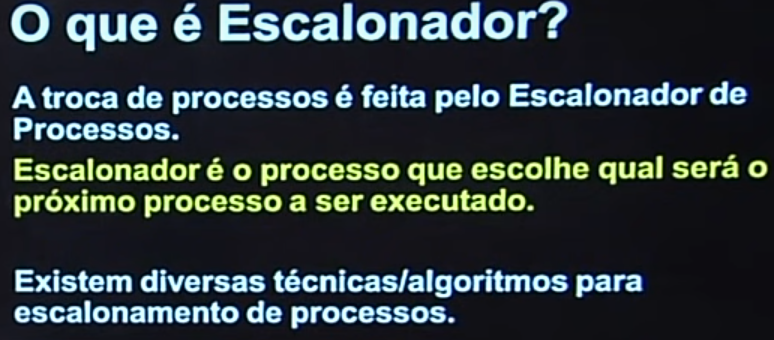 O que é Escalonador?
A troca de processos é feita pelo Escalonador de
Processos.
Escalonador é o processo que escolhe qual será o
próximo processo a ser executado.
Existem diversas técnicas/algoritmos para
escalonamento de processos.